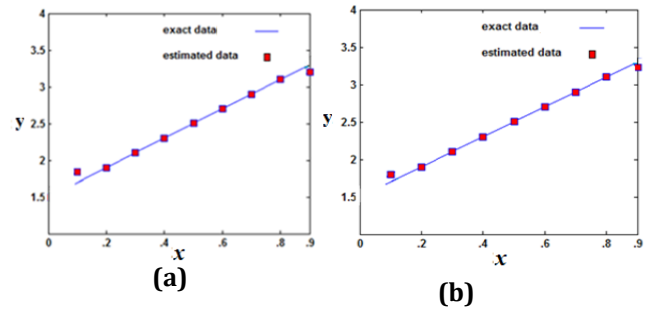 exact data
estimated data
4
3.5
3
2.5
2
1.5
y
0 .2 .4 .6 .8 .9
x
(a)
exact data
estimated data
4
3.5
3
2.5
2
1.5
y
0 .2 .4 .6 .8 .9
x
(b)